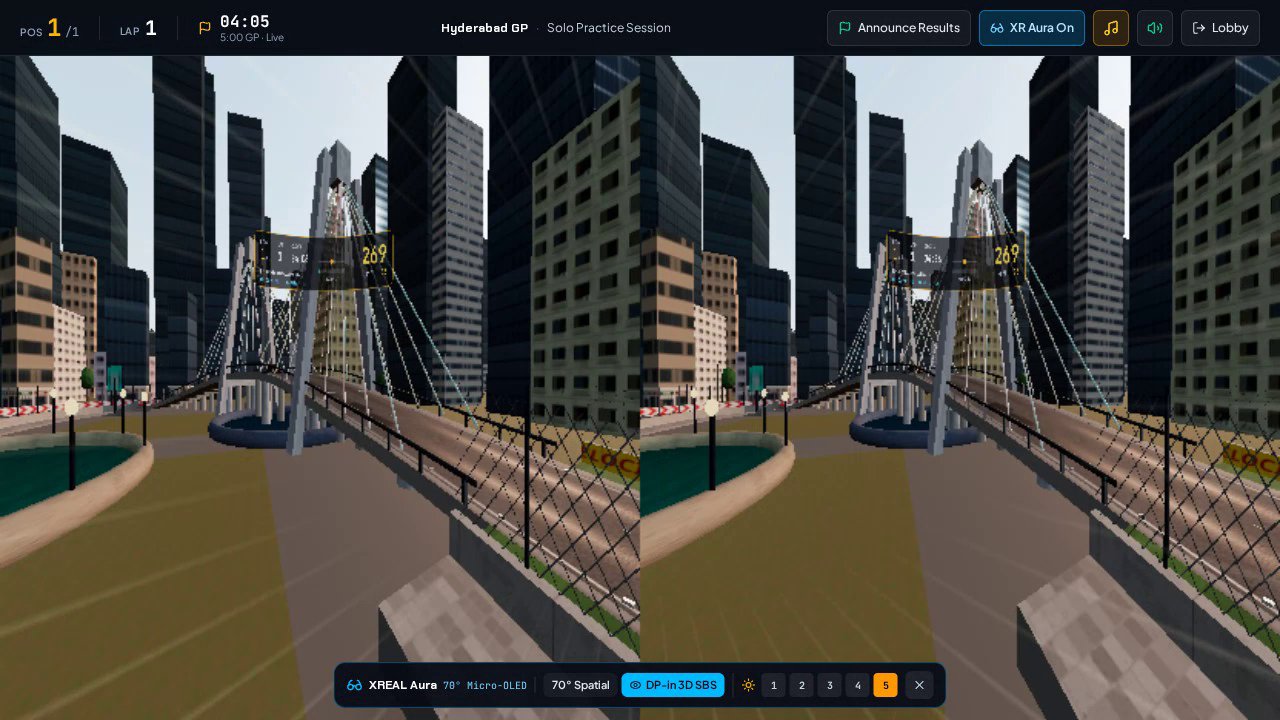 POS 1 /1
LAP 1
04:05
5:00 GP · Live
Hyderabad GP · Solo Practice Session
Announce Results
XR Aura On
Lobby
269
269
XREAL Aura 70° Micro-OLED
70° Spatial
DP-in 3D SBS
1 2 3 4 5